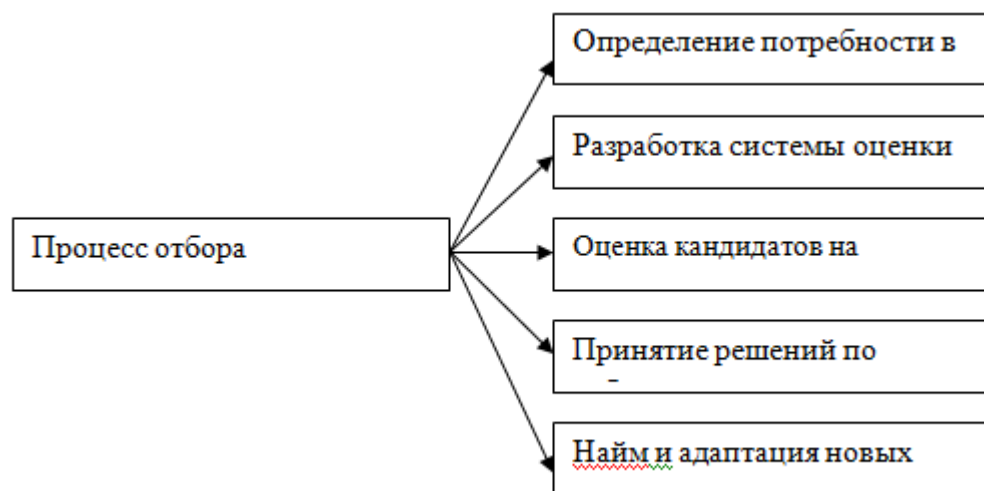 Определение потребности в
Разработка системы оценки
Процесс отбора
Оценка кандидатов на
Принятие решений по
Найм и адаптация новых